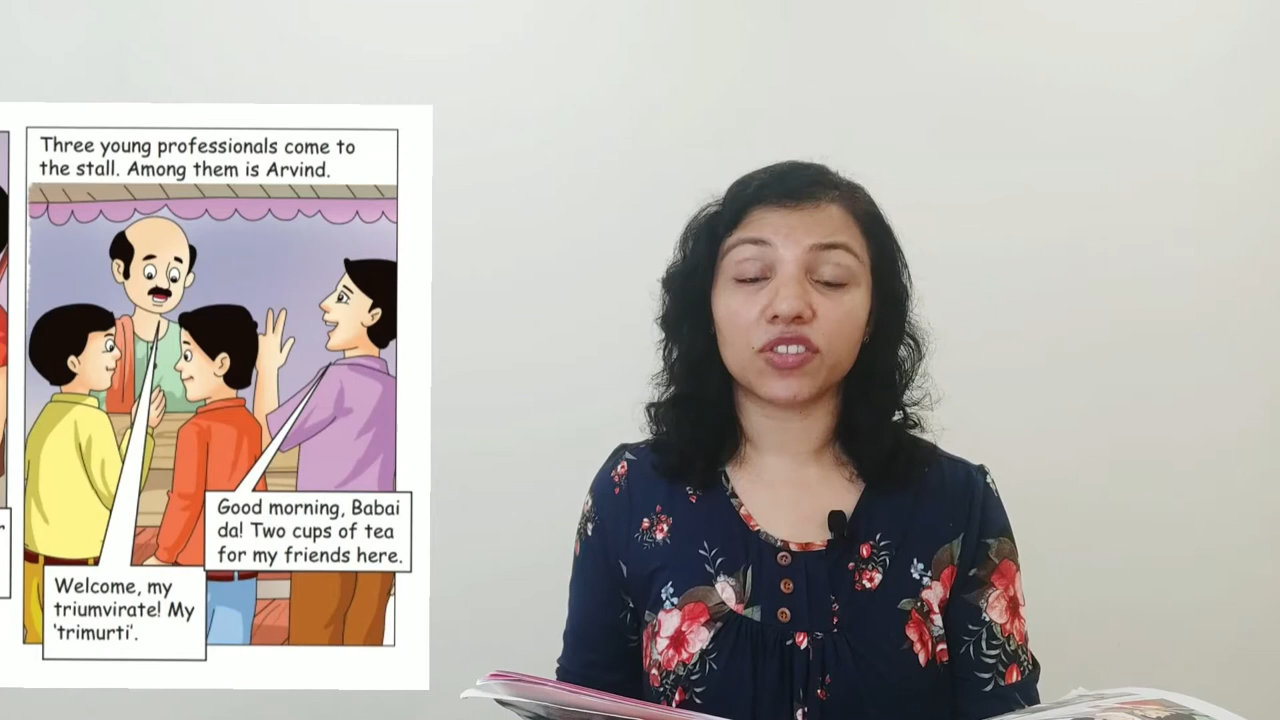 Three young professionals come to
the stall. Among them is Arvind.
Good morning, Babai
da! Two cups of tea
for my friends here.
Welcome, my
triumvirate! My
'trimurti'.